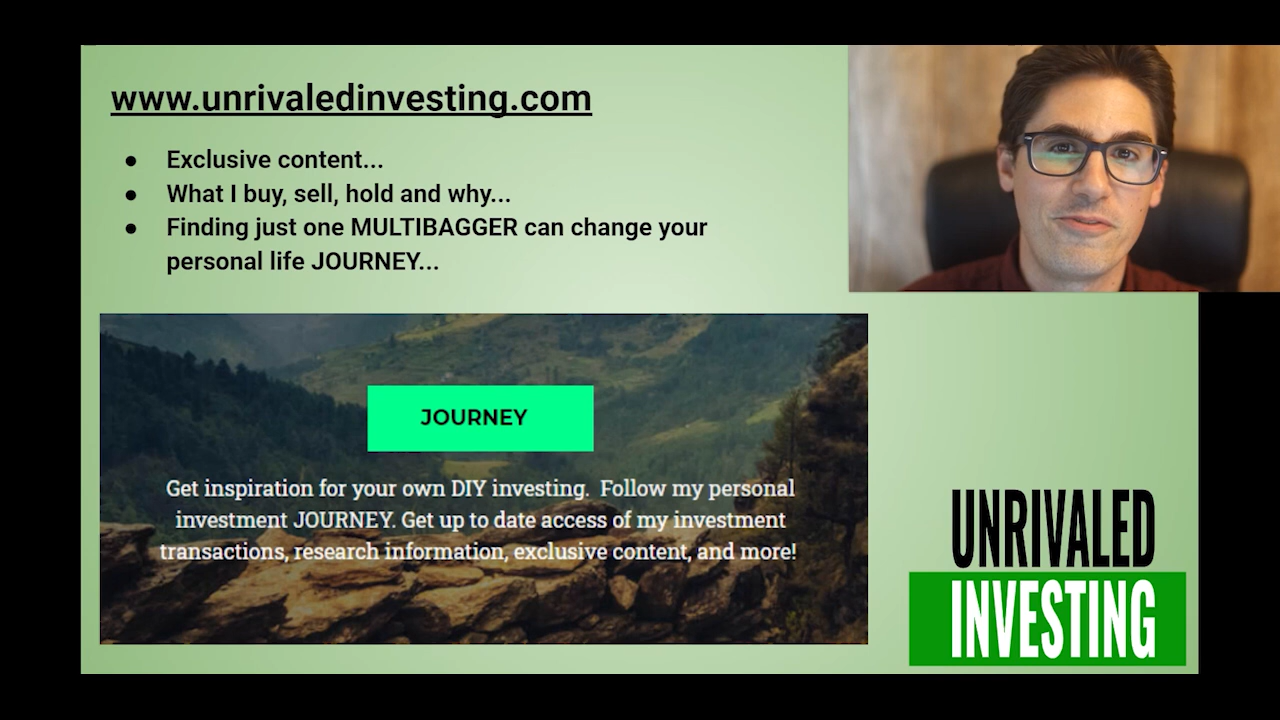 www.unrivaledinvesting.com
● Exclusive content...
● What I buy, sell, hold and why...
● Finding just one MULTIBAGGER can change your
personal life JOURNEY...
JOURNEY
Get inspiration for your own DIY investing.  Follow my personal
investment JOURNEY. Get up to date access of my investment
transactions, research information, exclusive content, and more!
UNRIVALED
INVESTING